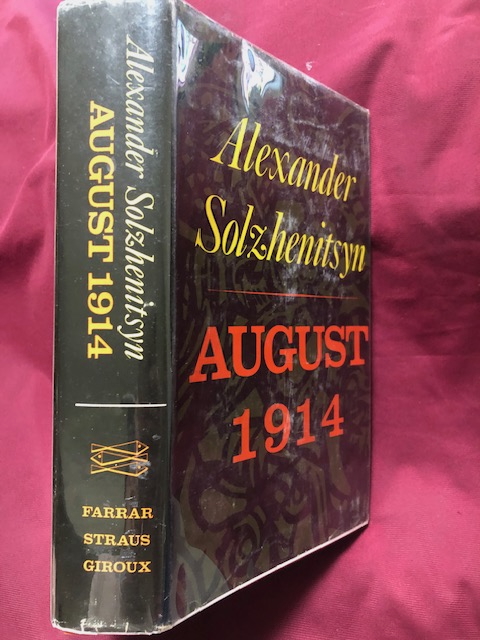 Alexander Solzhenitsyn
AUGUST 1914
FARRAR
STRAUS
GIROUX
Alexander
Solzhenitsyn
AUGUST
1914